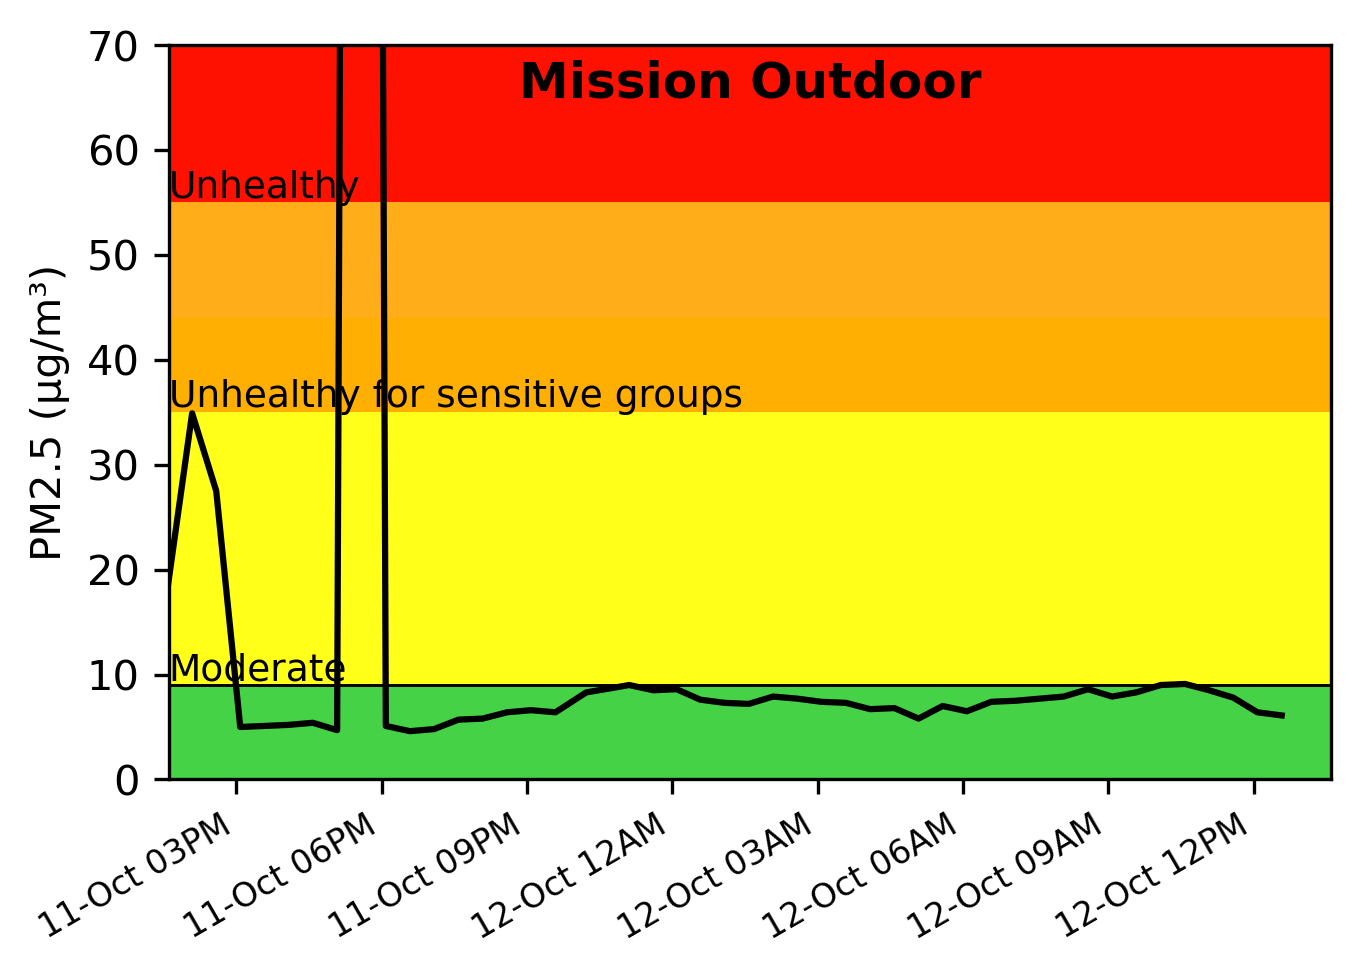 Mission Outdoor
PM2.5 (µg/m³)
70
60
50
40
30
20
10
0
Unhealthy
Unhealthy for sensitive groups
Moderate
11-Oct 03PM
11-Oct 06PM
11-Oct 09PM
12-Oct 12AM
12-Oct 03AM
12-Oct 06AM
12-Oct 09AM
12-Oct 12PM